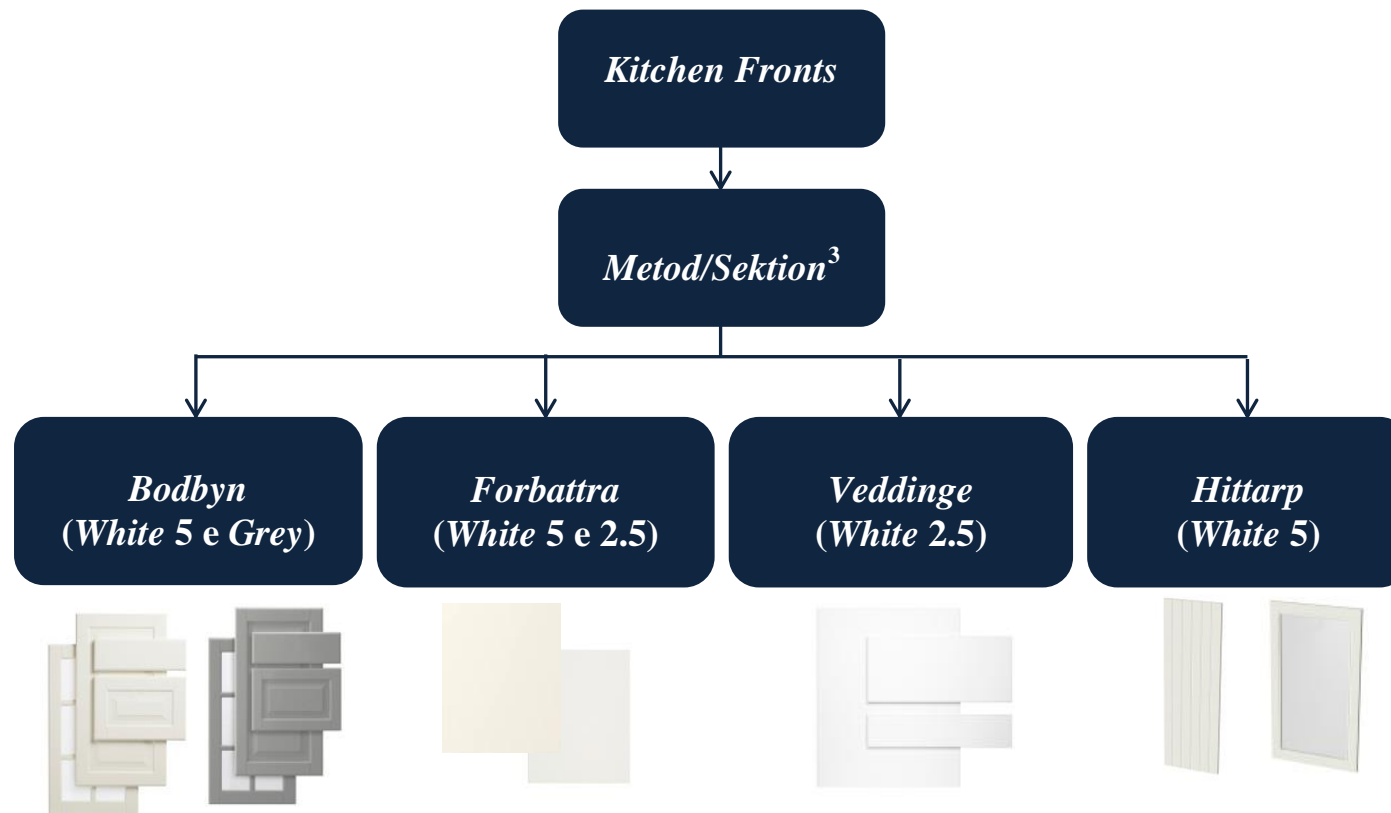 Kitchen Fronts
Metod/Sektion³
Bodbyn
(White 5 e Grey)
Forbattra
(White 5 e 2.5)
Veddinge
(White 2.5)
Hittarp
(White 5)